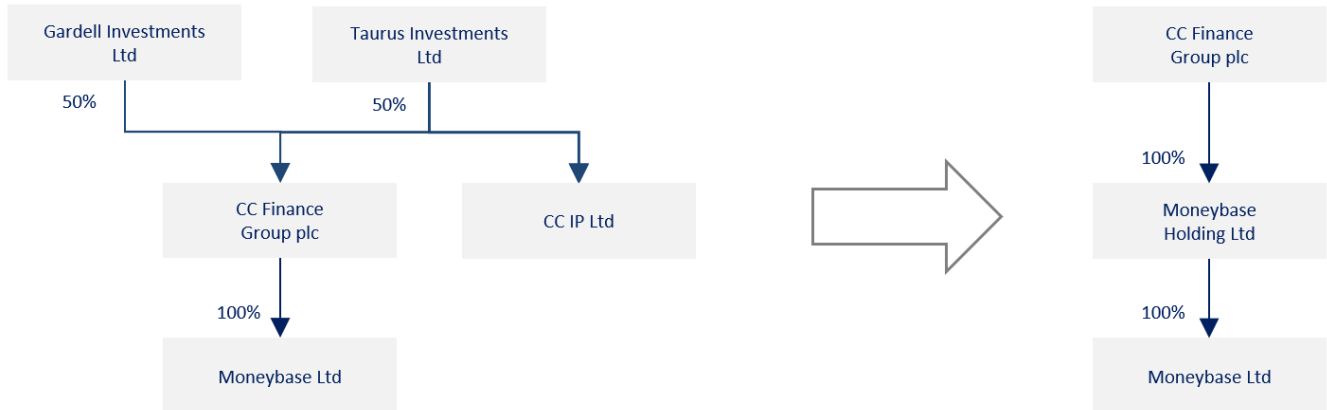 Gardell Investments
Ltd
Taurus Investments
Ltd
50%
50%
CC Finance
Group plc
CC IP Ltd
100%
Moneybase Ltd
CC Finance
Group plc
100%
Moneybase
Holding Ltd
100%
Moneybase Ltd